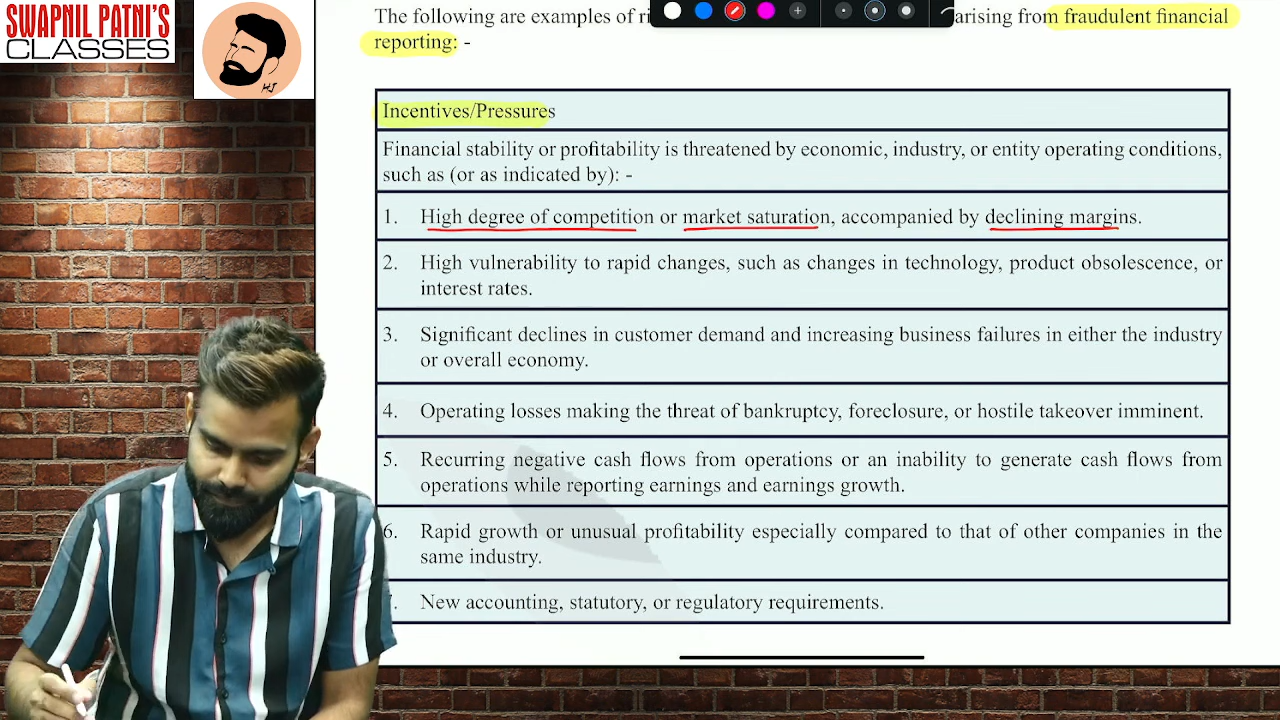 SWAPNIL PATNI'S
CLASSES
The following are examples of
arising from fraudulent financial
reporting: -
Incentives/Pressures
Financial stability or profitability is threatened by economic, industry, or entity operating conditions,
such as (or as indicated by): -
1. High degree of competition or market saturation, accompanied by declining margins.
2. High vulnerability to rapid changes, such as changes in technology, product obsolescence, or
interest rates.
3. Significant declines in customer demand and increasing business failures in either the industry
or overall economy.
4. Operating losses making the threat of bankruptcy, foreclosure, or hostile takeover imminent.
5. Recurring negative cash flows from operations or an inability to generate cash flows from
operations while reporting earnings and earnings growth.
6. Rapid growth or unusual profitability especially compared to that of other companies in the
same industry.
New accounting, statutory, or regulatory requirements.